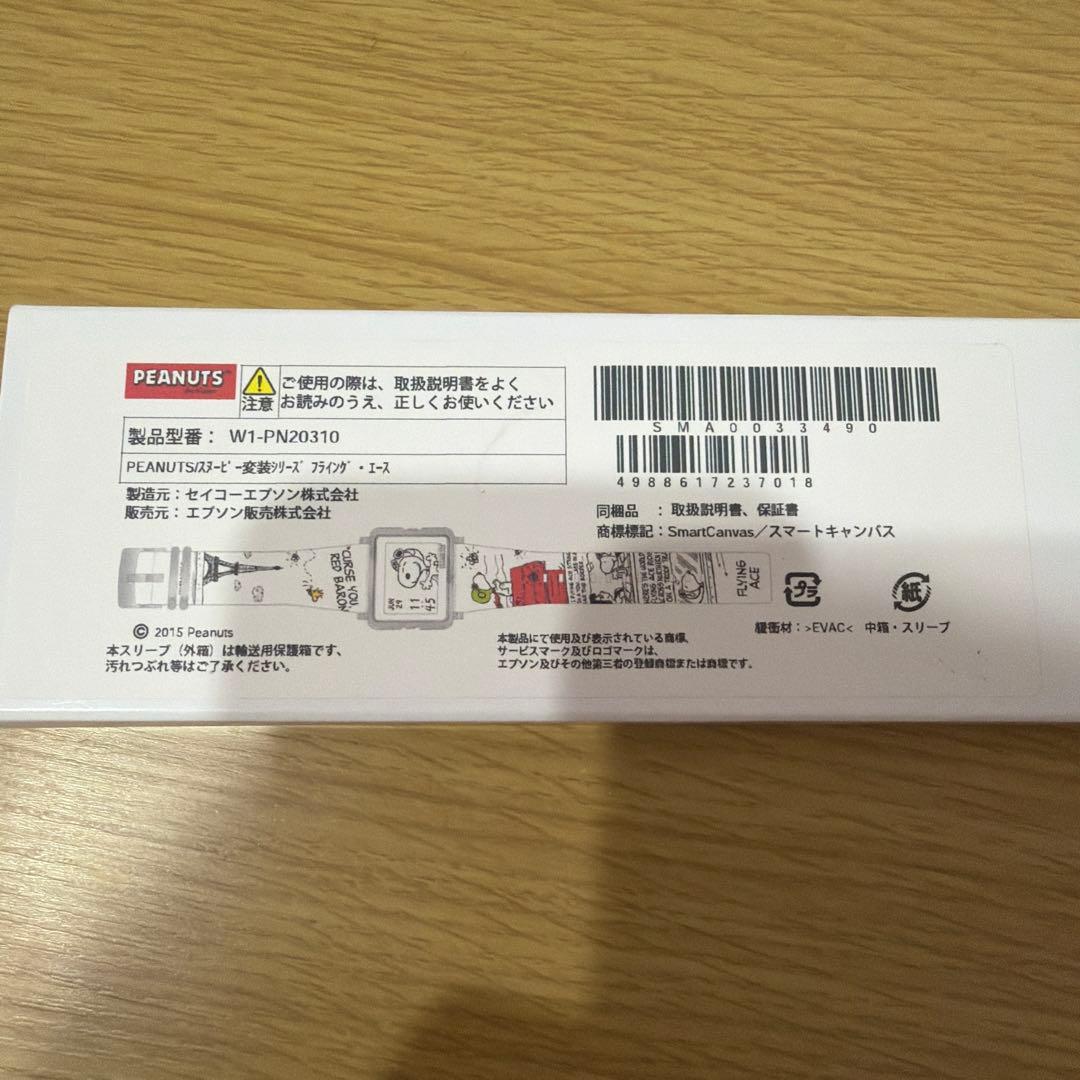 PEANUTS
注意
ご使用の際は、取扱説明書をよく
お読みのうえ、正しくお使いください
製品型番： W1-PN20310
PEANUTS/ｽﾇｰﾋﾟｰ変装ｼﾘｰｽﾞ ﾌﾗｲﾝｸﾞ・ｴｰｽ
製造元：セイコーエプソン株式会社
販売元：エプソン販売株式会社
SMA0033490
4988617237018
同梱品 ：取扱説明書、保証書
商標標記：SmartCanvas／スマートキャンバス
CURSE YOU,
RED BARON
JUN
29
11
45
FLYING
ACE
プラ
紙
緩衝材：>EVAC< 中箱・スリーブ
© 2015 Peanuts
本スリーブ（外箱）は輸送用保護箱です、
汚れつぶれ等はご了承ください。
本製品にて使用及び表示されている商標、
サービスマーク及びロゴマークは、
エプソン及びその他第三者の登録商標または商標です。